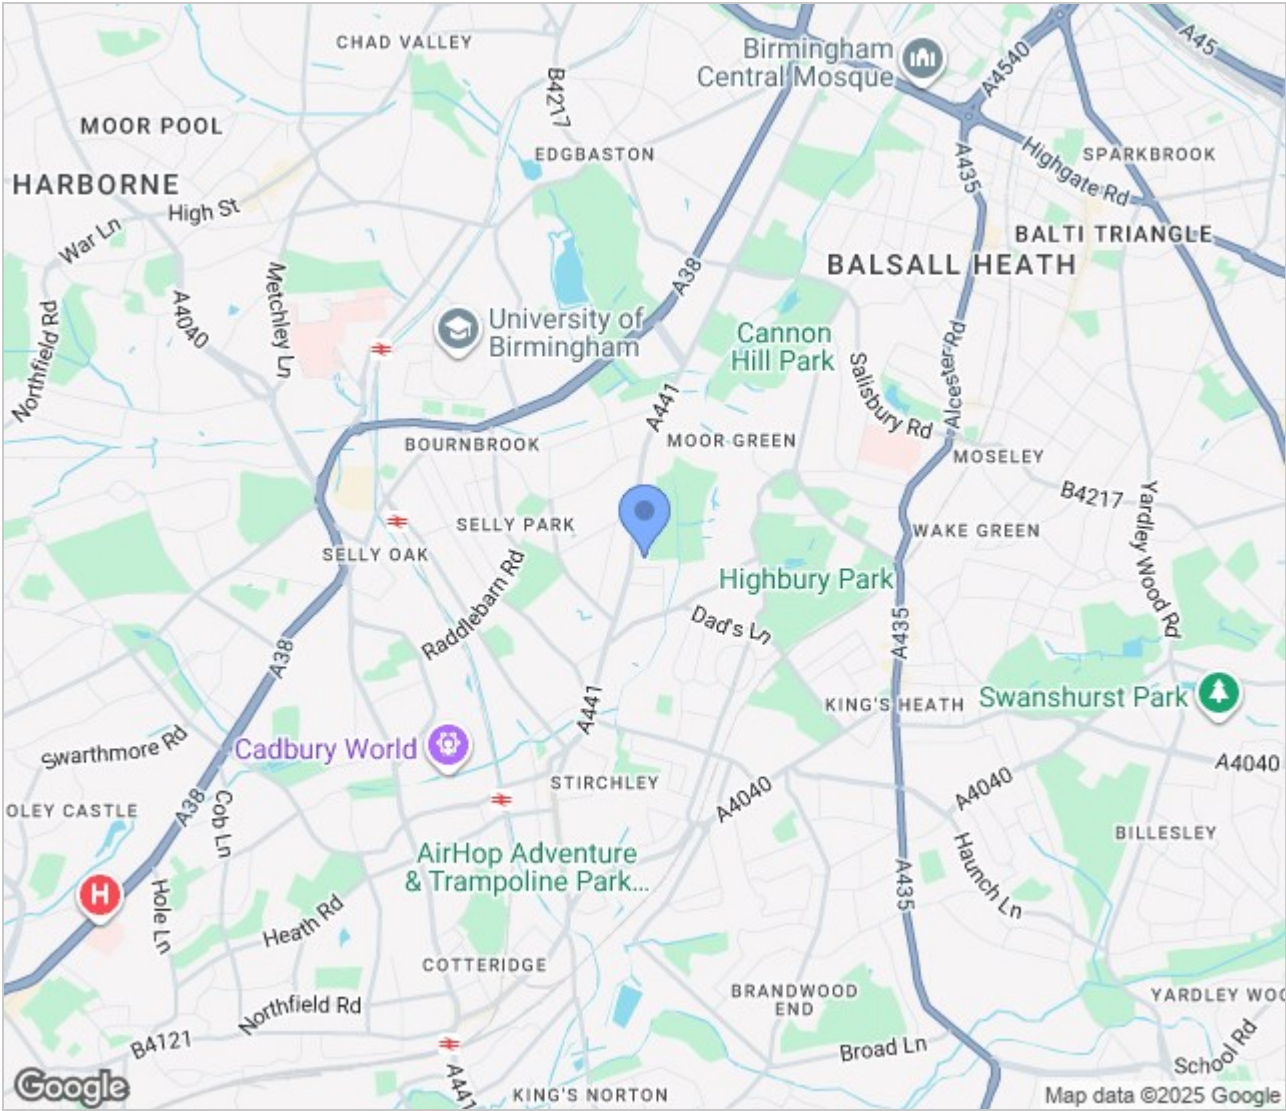 CHAD VALLEY
Birmingham
Central Mosque
A45
A4540
B4217
MOOR POOL
EDGBASTON
A435
Highgate Rd
SPARKBROOK
HARBORNE
High St
War Ln
BALTI TRIANGLE
BALSALL HEATH
A38
Metchley Ln
A4040
Northfield Rd
University of
Birmingham
Cannon
Hill Park
Salisbury Rd
Alcester Rd
A441
BOURNBROOK
MOOR GREEN
MOSELEY
B4217
Yardley Wood Rd
SELLY PARK
WAKE GREEN
SELLY OAK
Raddlebarn Rd
Highbury Park
Dad's Ln
A435
A38
A441
KING'S HEATH
Swanshurst Park
Swarthmore Rd
Cadbury World
STIRCHLEY
A4040
A4040
A4040
OLEY CASTLE
A38
Cob Ln
BILLESLEY
AirHop Adventure
& Trampoline Park...
Haunch Ln
A435
H
Hole Ln
Heath Rd
COTTERIDGE
BRANDWOOD
END
YARDLEY WOO
Northfield Rd
B4121
Broad Ln
School Rd
A441
KING'S NORTON
Google
Map data ©2025 Google